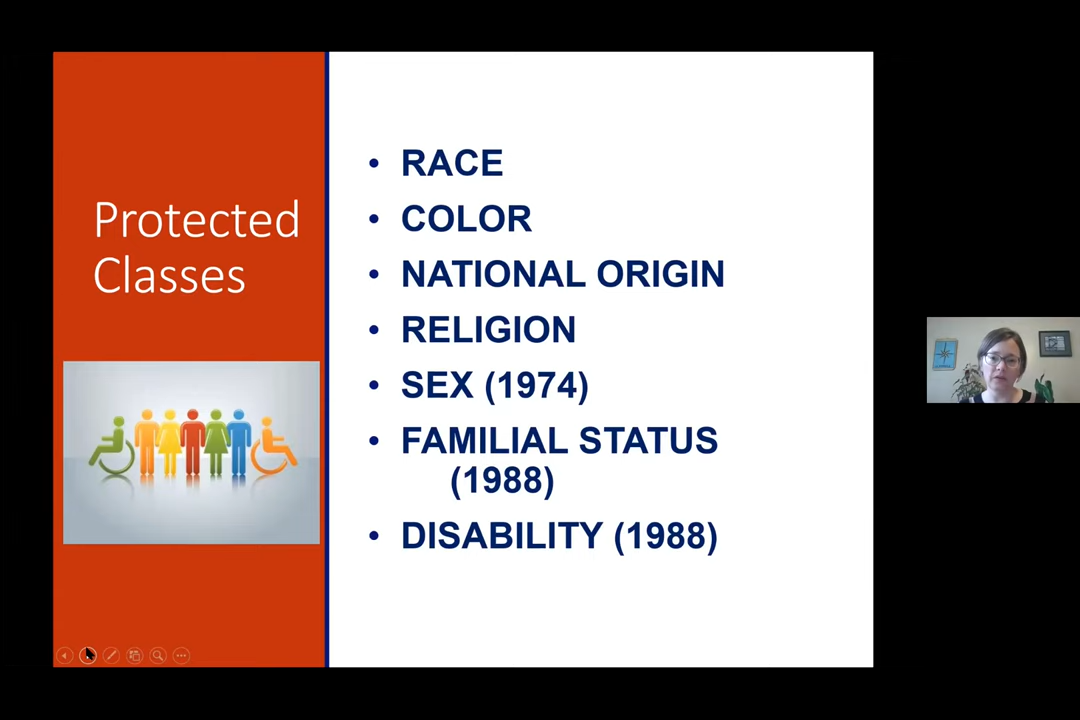 Protected
Classes
• RACE
• COLOR
• NATIONAL ORIGIN
• RELIGION
• SEX (1974)
• FAMILIAL STATUS
(1988)
• DISABILITY (1988)